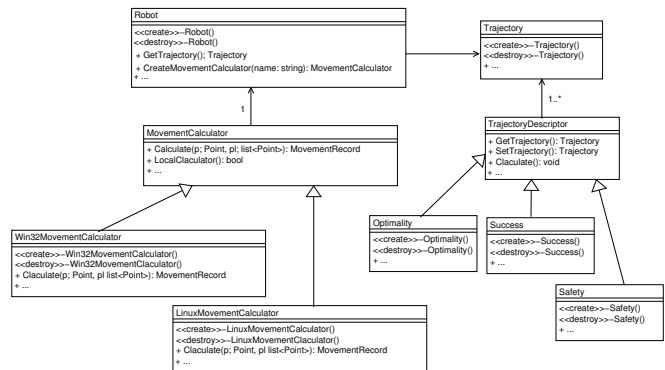 Robot
<<create>>–Robot()
<<destroy>>–Robot()
+ GetTrajectory(); Trajectory
+ CreateMovementCalculator(name: string): MovementCalculator
+ ...
Trajectory
<<create>>–Trajectory()
<<destroy>>–Trajectory()
+ ...
1
1..*
MovementCalculator
+ Calculate(p; Point, pl; list<Point>): MovementRecord
+ LocalClaculator(): bool
+ ...
TrajectoryDescriptor
+ GetTrajectory(): Trajectory
+ SetTrajectory(): Trajectory
+ Claculate(): void
+ ...
Win32MovementCalculator
<<create>>–Win32MovementCalculator()
<<destroy>>–Win32MovementClaculator()
+ Claculate(p; Point, pl list<Point>): MovementRecord
+ ...
Optimality
<<create>>–Optimality()
<<destroy>>–Optimality()
+ ...
Success
<<create>>–Success()
<<destroy>>–Success()
+ ...
Safety
<<create>>–Safety()
<<destroy>>–Safety()
+ ...
LinuxMovementCalculator
<<create>>–LinuxMovementCalculator()
<<destroy>>–LinuxMovementClaculator()
+ Claculate(p; Point, pl list<Point>): MovementRecord
+ ...